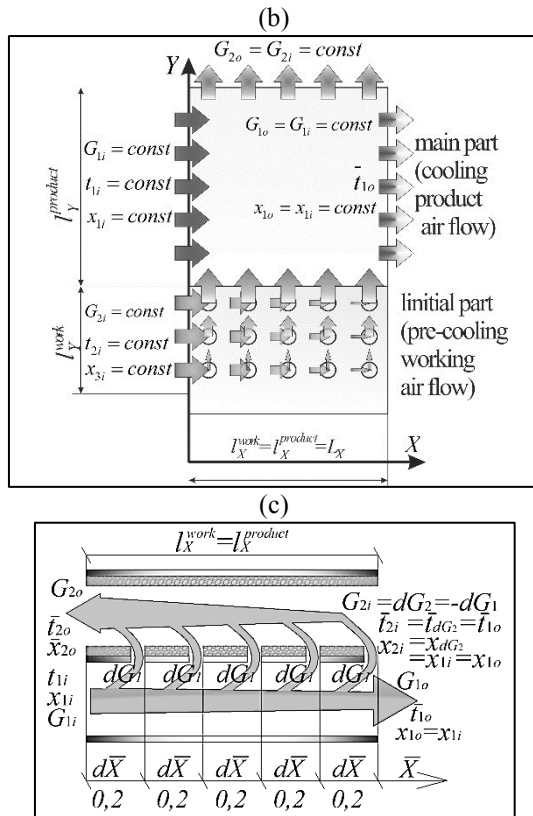 (b)
Y
G₂ₒ = G₂ᵢ = const
G₁ₒ = G₁ᵢ = const
main part
G₁ᵢ = const
(cooling
t₁ᵢ = const
t̄₁ₒ
product
x₁ᵢ = const
x₁ₒ = x₁ᵢ = const
air flow)
l_Y^product
G₂ᵢ = const
linitial part
t₂ᵢ = const
(pre-cooling
x₃ᵢ = const
working
air flow)
l_Y^work
l_X^work=l_X^product=L_X
X
(c)
l_X^work=l_X^product
G₂ₒ
G₂ᵢ=dG₂=-dG₁
t̄₂ₒ
t̄₂ᵢ=t̄_dG₂=t̄₁ₒ
x̄₂ₒ
x₂ᵢ=x_dG₂
=x₁ᵢ=x₁ₒ
dG₁ dG₁ dG₁ dG₁ dG₁
t₁ᵢ
G₁ₒ
x₁ᵢ
t̄₁ₒ
G₁ᵢ
x₁ₒ=x₁ᵢ
dX̄ dX̄ dX̄ dX̄ dX̄ X̄
0,2 0,2 0,2 0,2 0,2